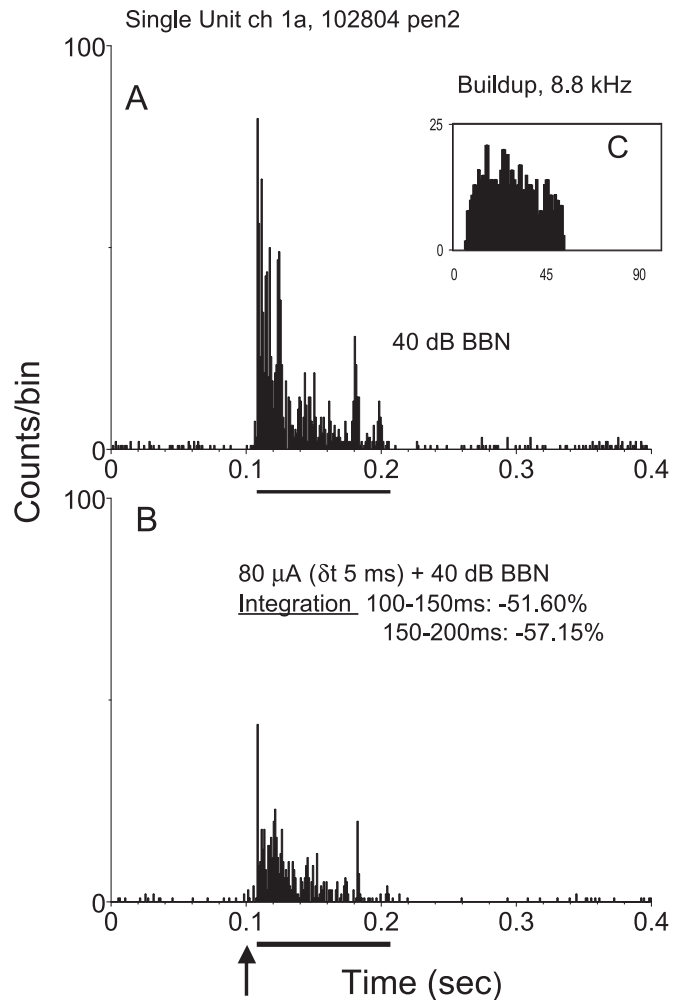 Single Unit ch 1a, 102804 pen2
100
A
Buildup, 8.8 kHz
25
C
0
0 45 90
40 dB BBN
Counts/bin
0
0 0.1 0.2 0.3 0.4
100
B
80 μA (δt 5 ms) + 40 dB BBN
Integration 100-150ms: -51.60%
150-200ms: -57.15%
0
0 0.1 0.2 0.3 0.4
Time (sec)